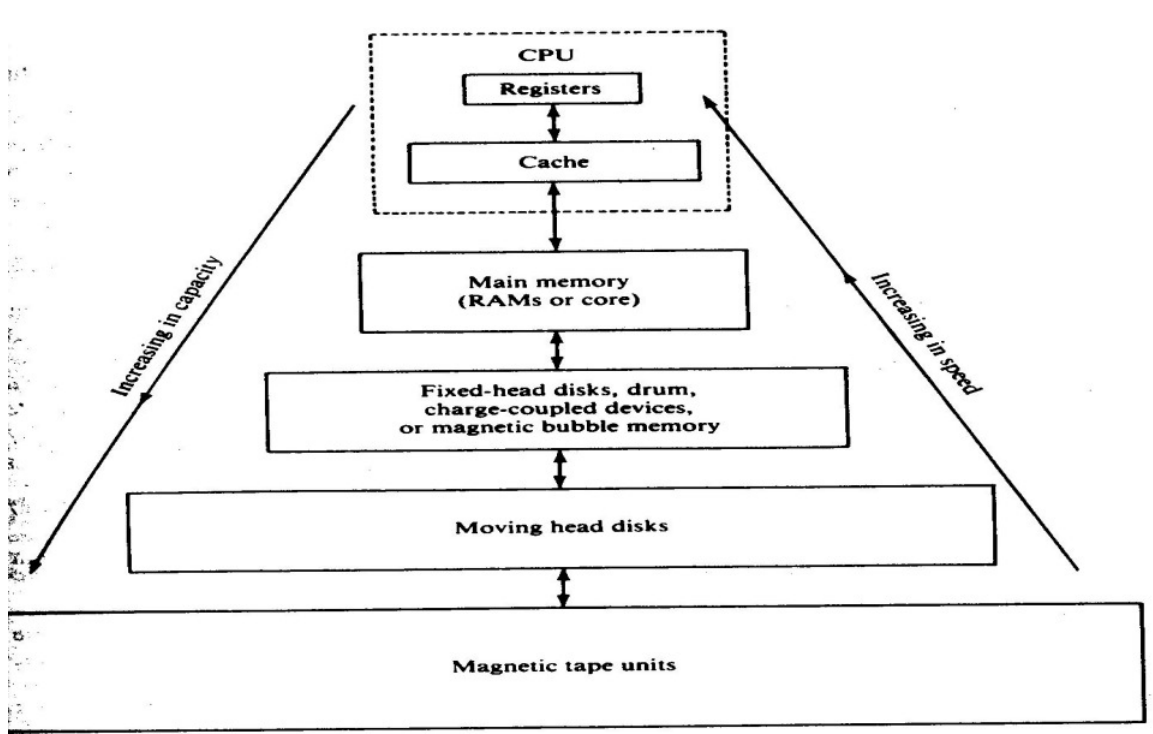 CPU
Registers
Cache
Main memory
(RAMs or core)
Increasing in capacity
Increasing in speed
Fixed-head disks, drum,
charge-coupled devices,
or magnetic bubble memory
Moving head disks
Magnetic tape units